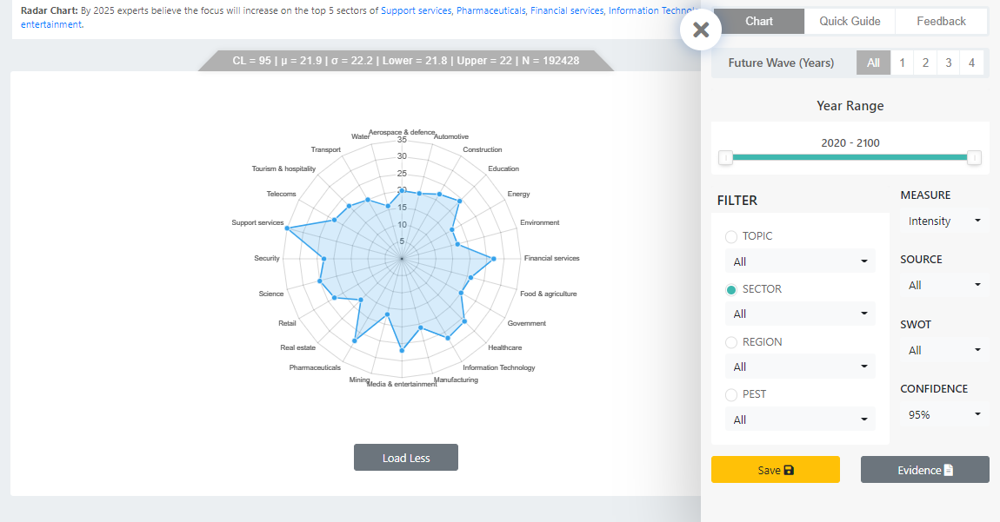 Radar Chart: By 2025 experts believe the focus will increase on the top 5 sectors of Support services, Pharmaceuticals, Financial services, Information
entertainment.
CL = 95 | μ = 21.9 | σ = 22.2 | Lower = 21.8 | Upper = 22 | N = 192428
Chart
Quick Guide
Feedback
Future Wave (Years)
All
1
2
3
4
Year Range
2020 - 2100
Aerospace & defence
Automotive
Construction
Education
Energy
Environment
Financial services
Food & agriculture
Government
Healthcare
Information Technology
Manufacturing
Media & entertainment
Mining
Pharmaceuticals
Real estate
Retail
Science
Security
Support services
Telecoms
Tourism & hospitality
Transport
Water
35
30
25
20
15
10
5
Load Less
FILTER
TOPIC
All
SECTOR
All
REGION
All
PEST
All
MEASURE
Intensity
SOURCE
All
SWOT
All
CONFIDENCE
95%
Save
Evidence